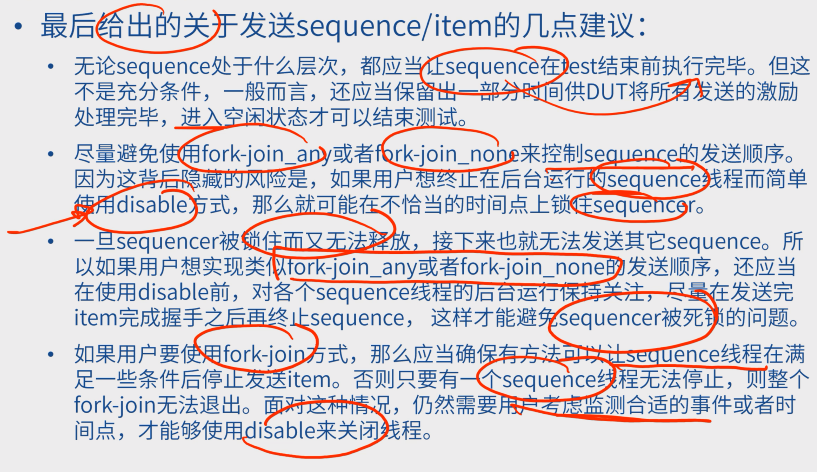 • 最后给出的关于发送sequence/item的几点建议：
• 无论sequence处于什么层次，都应当让sequence在test结束前执行完毕。但这
不是充分条件，一般而言，还应当保留出一部分时间供DUT将所有发送的激励
处理完毕，进入空闲状态才可以结束测试。
• 尽量避免使用fork-join_any或者fork-join_none来控制sequence的发送顺序。
因为这背后隐藏的风险是，如果用户想终止在后台运行的sequence线程而简单
使用disable方式，那么就可能在不恰当的时间点上锁住sequencer。
• 一旦sequencer被锁住而又无法释放，接下来也就无法发送其它sequence。所
以如果用户想实现类似fork-join_any或者fork-join_none的发送顺序，还应当
在使用disable前，对各个sequence线程的后台运行保持关注，尽量在发送完
item完成握手之后再终止sequence， 这样才能避免sequencer被死锁的问题。
• 如果用户要使用fork-join方式，那么应当确保有方法可以让sequence线程在满
足一些条件后停止发送item。否则只要有一个sequence线程无法停止，则整个
fork-join无法退出。面对这种情况，仍然需要用户考虑监测合适的事件或者时
间点，才能够使用disable来关闭线程。